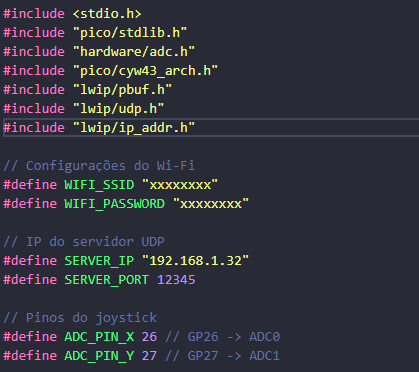 #include <stdio.h>
#include "pico/stdlib.h"
#include "hardware/adc.h"
#include "pico/cyw43_arch.h"
#include "lwip/pbuf.h"
#include "lwip/udp.h"
#include "lwip/ip_addr.h"
// Configurações do Wi-Fi
#define WIFI_SSID "xxxxxxxx"
#define WIFI_PASSWORD "xxxxxxxx"
// IP do servidor UDP
#define SERVER_IP "192.168.1.32"
#define SERVER_PORT 12345
// Pinos do joystick
#define ADC_PIN_X 26 // GP26 -> ADC0
#define ADC_PIN_Y 27 // GP27 -> ADC1